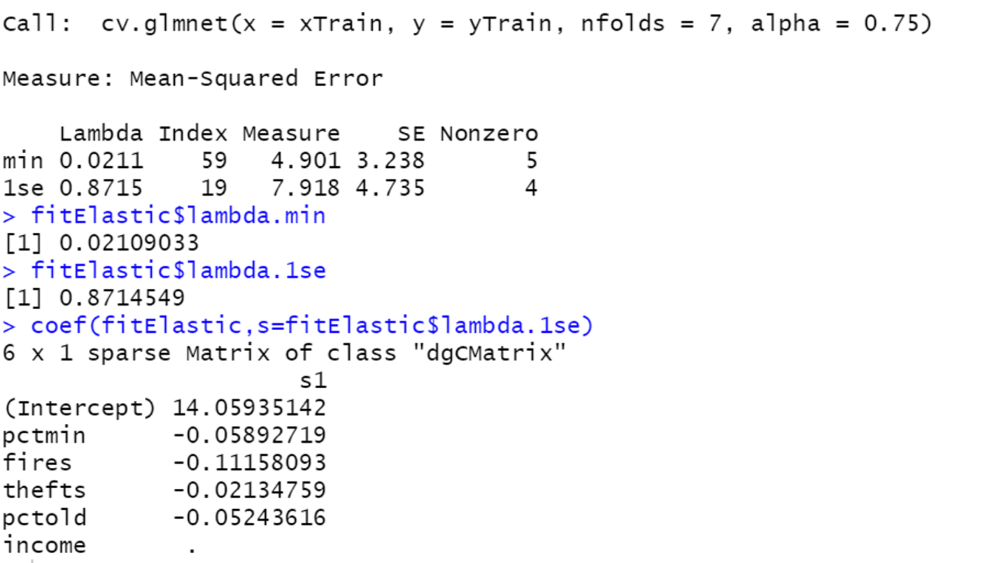 Call:  cv.glmnet(x = xTrain, y = yTrain, nfolds = 7, alpha = 0.75)
Measure: Mean-Squared Error
    Lambda Index Measure    SE Nonzero
min 0.0211    59   4.901 3.238       5
1se 0.8715    19   7.918 4.735       4
> fitElastic$lambda.min
[1] 0.02109033
> fitElastic$lambda.1se
[1] 0.8714549
> coef(fitElastic,s=fitElastic$lambda.1se)
6 x 1 sparse Matrix of class "dgCMatrix"
                     s1
(Intercept) 14.05935142
pctmin      -0.05892719
fires       -0.11158093
thefts      -0.02134759
pctold      -0.05243616
income       .